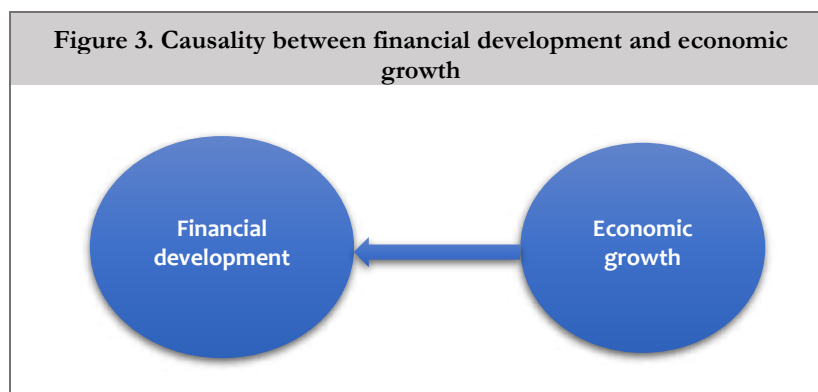 Figure 3. Causality between financial development and economic
growth
Financial
development
Economic
growth